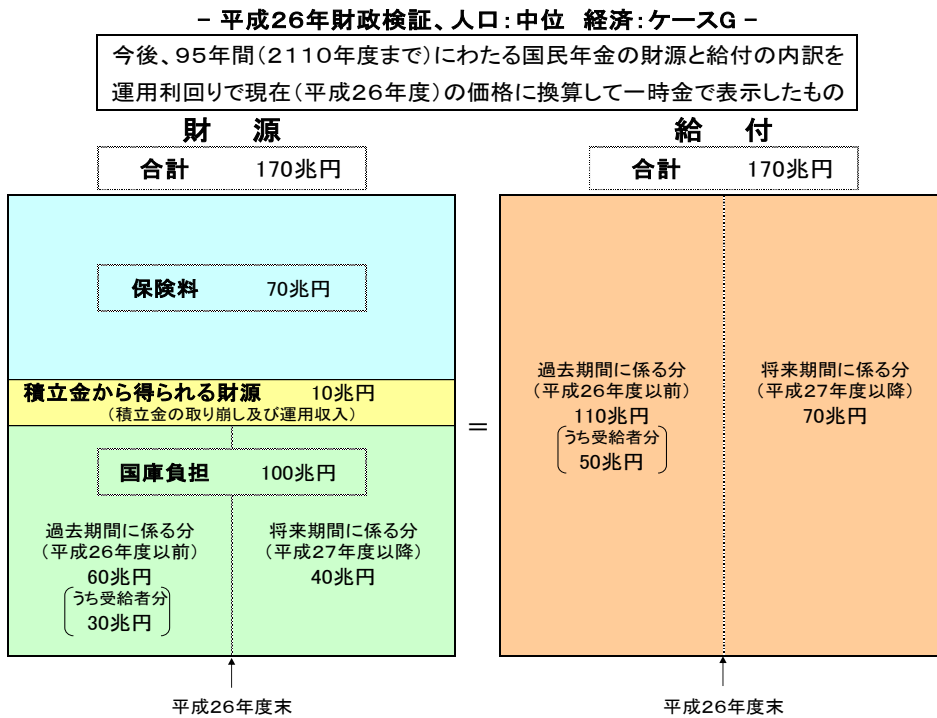 － 平成２６年財政検証、人口：中位　経済：ケースＧ －
今後、９５年間（２１１０年度まで）にわたる国民年金の財源と給付の内訳を
運用利回りで現在（平成２６年度）の価格に換算して一時金で表示したもの
財　源
合計　170兆円
保険料　70兆円
積立金から得られる財源　10兆円
（積立金の取り崩し及び運用収入）
国庫負担　100兆円
過去期間に係る分
（平成２６年度以前）
60兆円
うち受給者分
30兆円
将来期間に係る分
（平成２７年度以降）
40兆円
平成２６年度末
＝
給　付
合計　170兆円
過去期間に係る分
（平成２６年度以前）
110兆円
うち受給者分
50兆円
将来期間に係る分
（平成２７年度以降）
70兆円
平成２６年度末